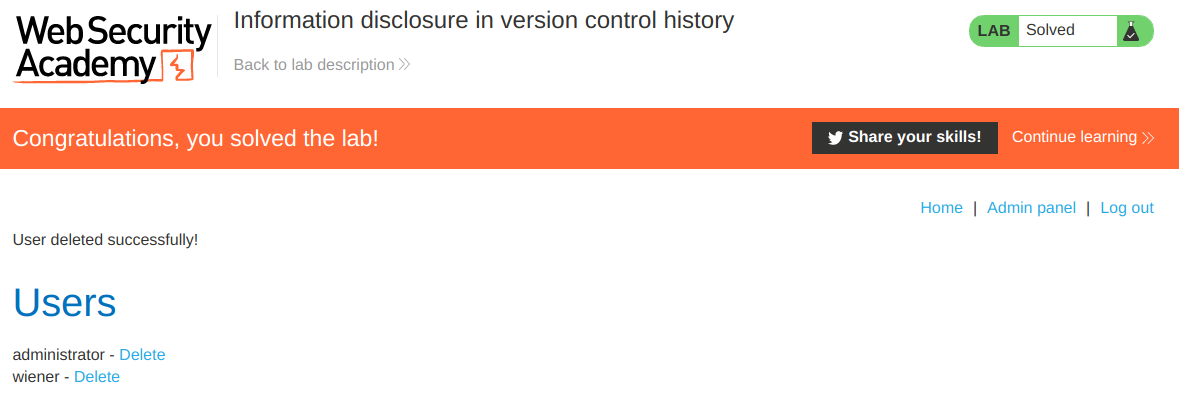 Web Security
Academy
Information disclosure in version control history
Back to lab description
LAB Solved
Congratulations, you solved the lab!
Share your skills!
Continue learning
Home | Admin panel | Log out
User deleted successfully!
Users
administrator - Delete
wiener - Delete